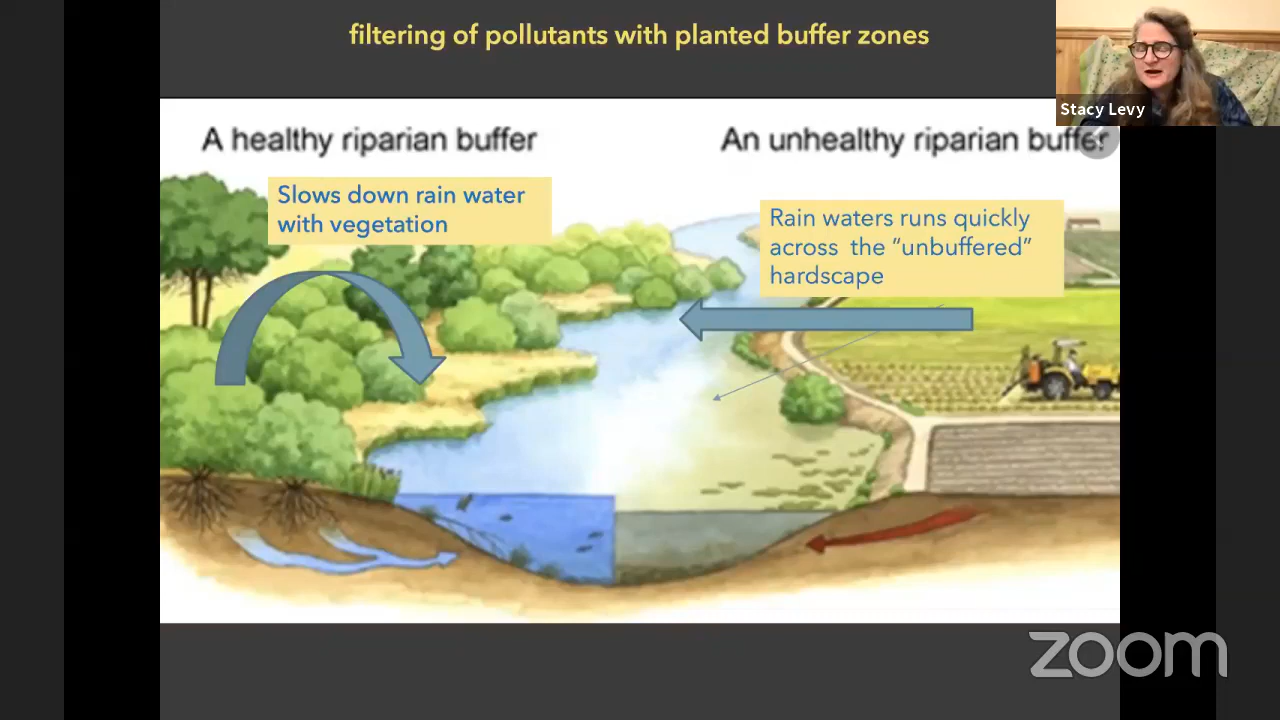 filtering of pollutants with planted buffer zones
Stacy Levy
A healthy riparian buffer
An unhealthy riparian buffer
Slows down rain water
with vegetation
Rain waters runs quickly
across the “unbuffered”
hardscape
zoom